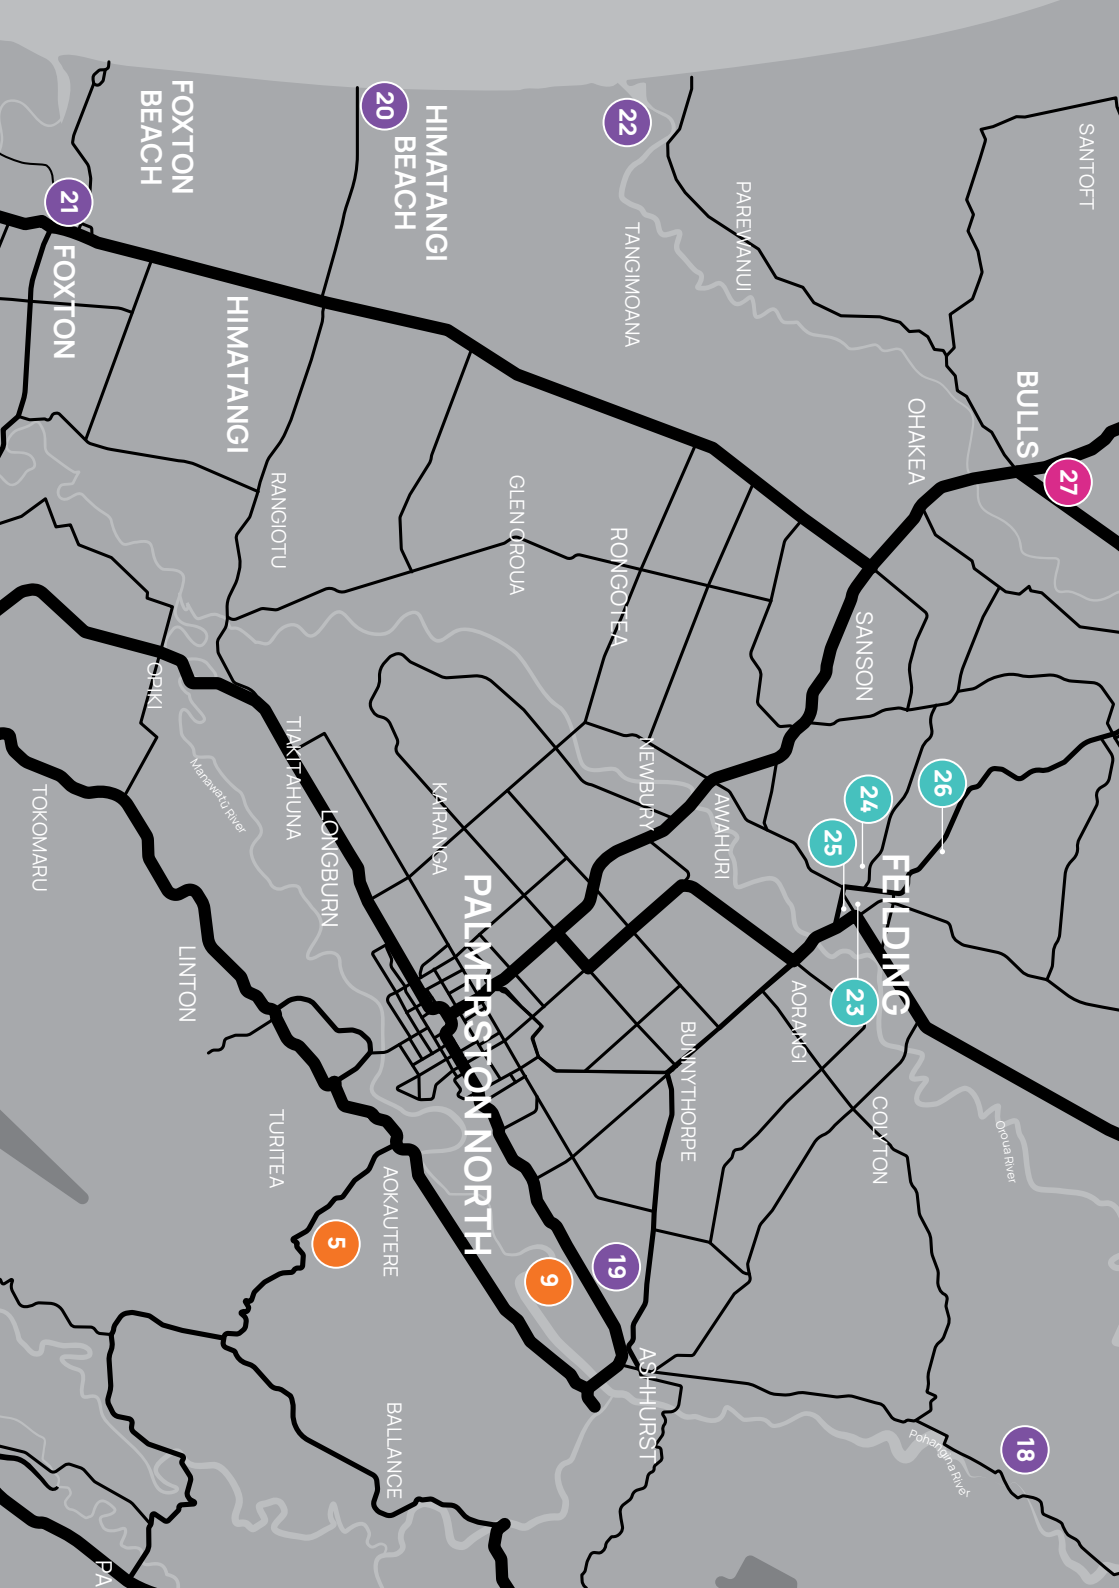 SANTOFT
22
PAREWANUI
TANGIMOANA
20
HIMATANGI
BEACH
FOXTON
BEACH
21
FOXTON
HIMATANGI
BULLS
27
OHAKEA
RANGIOTU
GLEN OROUA
RONGOTEA
SANSON
OPIKI
TIAKITAHUNA
Manawatū River
LONGBURN
KAIRANGA
NEWBURY
AWAHURI
24
25
26
FEILDING
23
TOKOMARU
LINTON
PALMERSTON NORTH
AORANGI
BUNNYTHORPE
COLYTON
Oroua River
TURITEA
AOKAUTERE
5
9
19
ASHHURST
BALLANCE
Pohangina River
18
PA